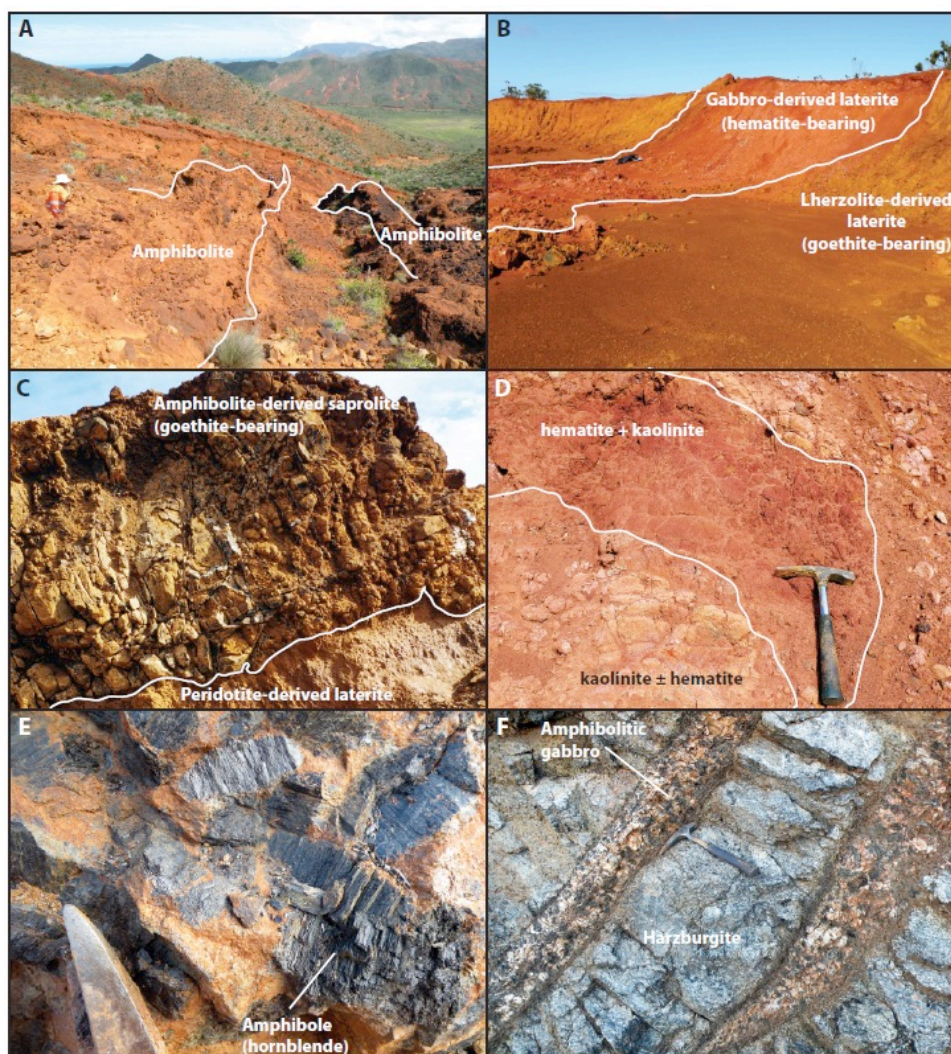 A
Amphibolite
Amphibolite
B
Gabbro-derived laterite
(hematite-bearing)
Lherzolite-derived
laterite
(goethite-bearing)
C
Amphibolite-derived saprolite
(goethite-bearing)
Peridotite-derived laterite
D
hematite + kaolinite
kaolinite ± hematite
E
Amphibole
(hornblende)
F
Amphibolitic
gabbro
Harzburgite